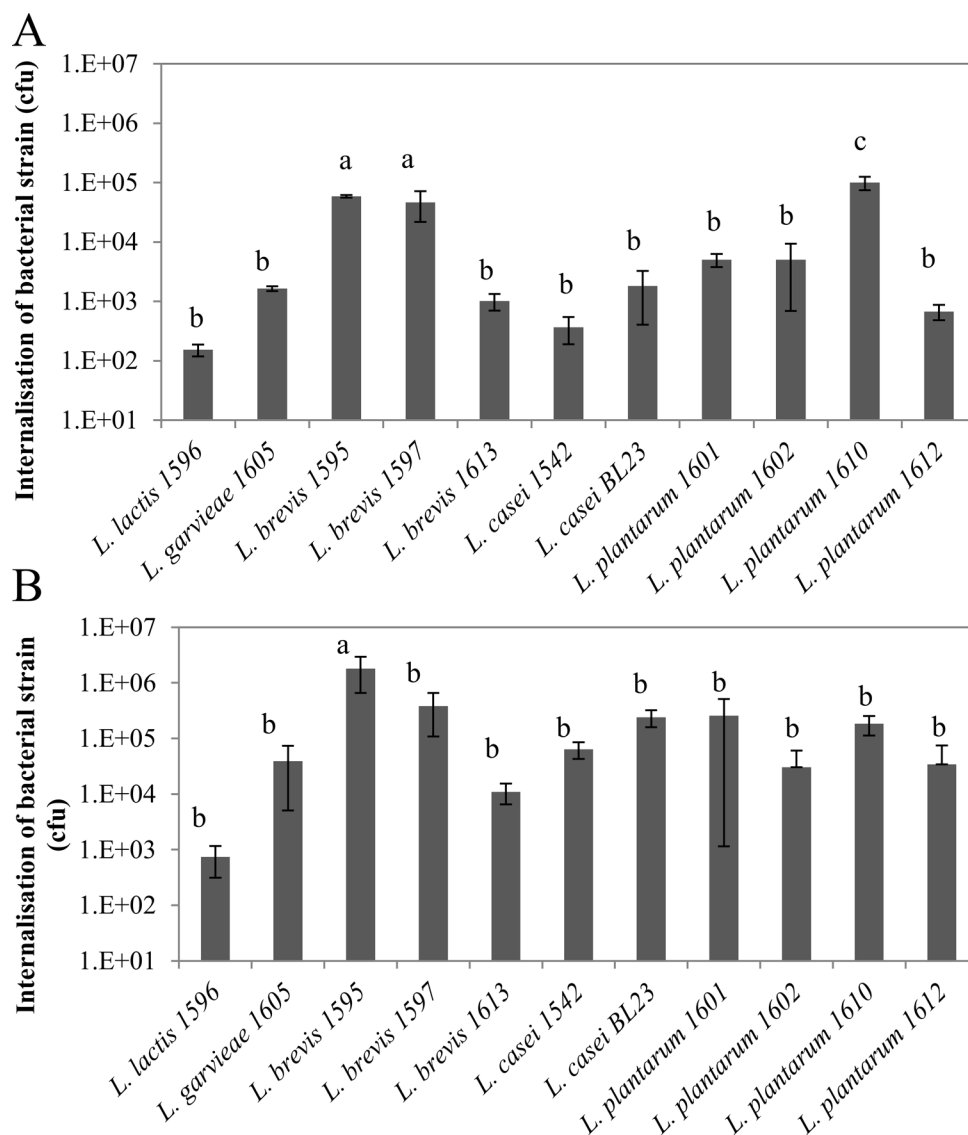 A
Internalisation of bacterial strain (cfu)
1.E+07
1.E+06
1.E+05
1.E+04
1.E+03
1.E+02
1.E+01
b
b
a
a
b
b
b
b
b
c
b
L. lactis 1596
L. garvieae 1605
L. brevis 1595
L. brevis 1597
L. brevis 1613
L. casei 1542
L. casei BL23
L. plantarum 1601
L. plantarum 1602
L. plantarum 1610
L. plantarum 1612
B
Internalisation of bacterial strain
(cfu)
1.E+07
1.E+06
1.E+05
1.E+04
1.E+03
1.E+02
1.E+01
b
b
a
b
b
b
b
b
b
b
b
L. lactis 1596
L. garvieae 1605
L. brevis 1595
L. brevis 1597
L. brevis 1613
L. casei 1542
L. casei BL23
L. plantarum 1601
L. plantarum 1602
L. plantarum 1610
L. plantarum 1612